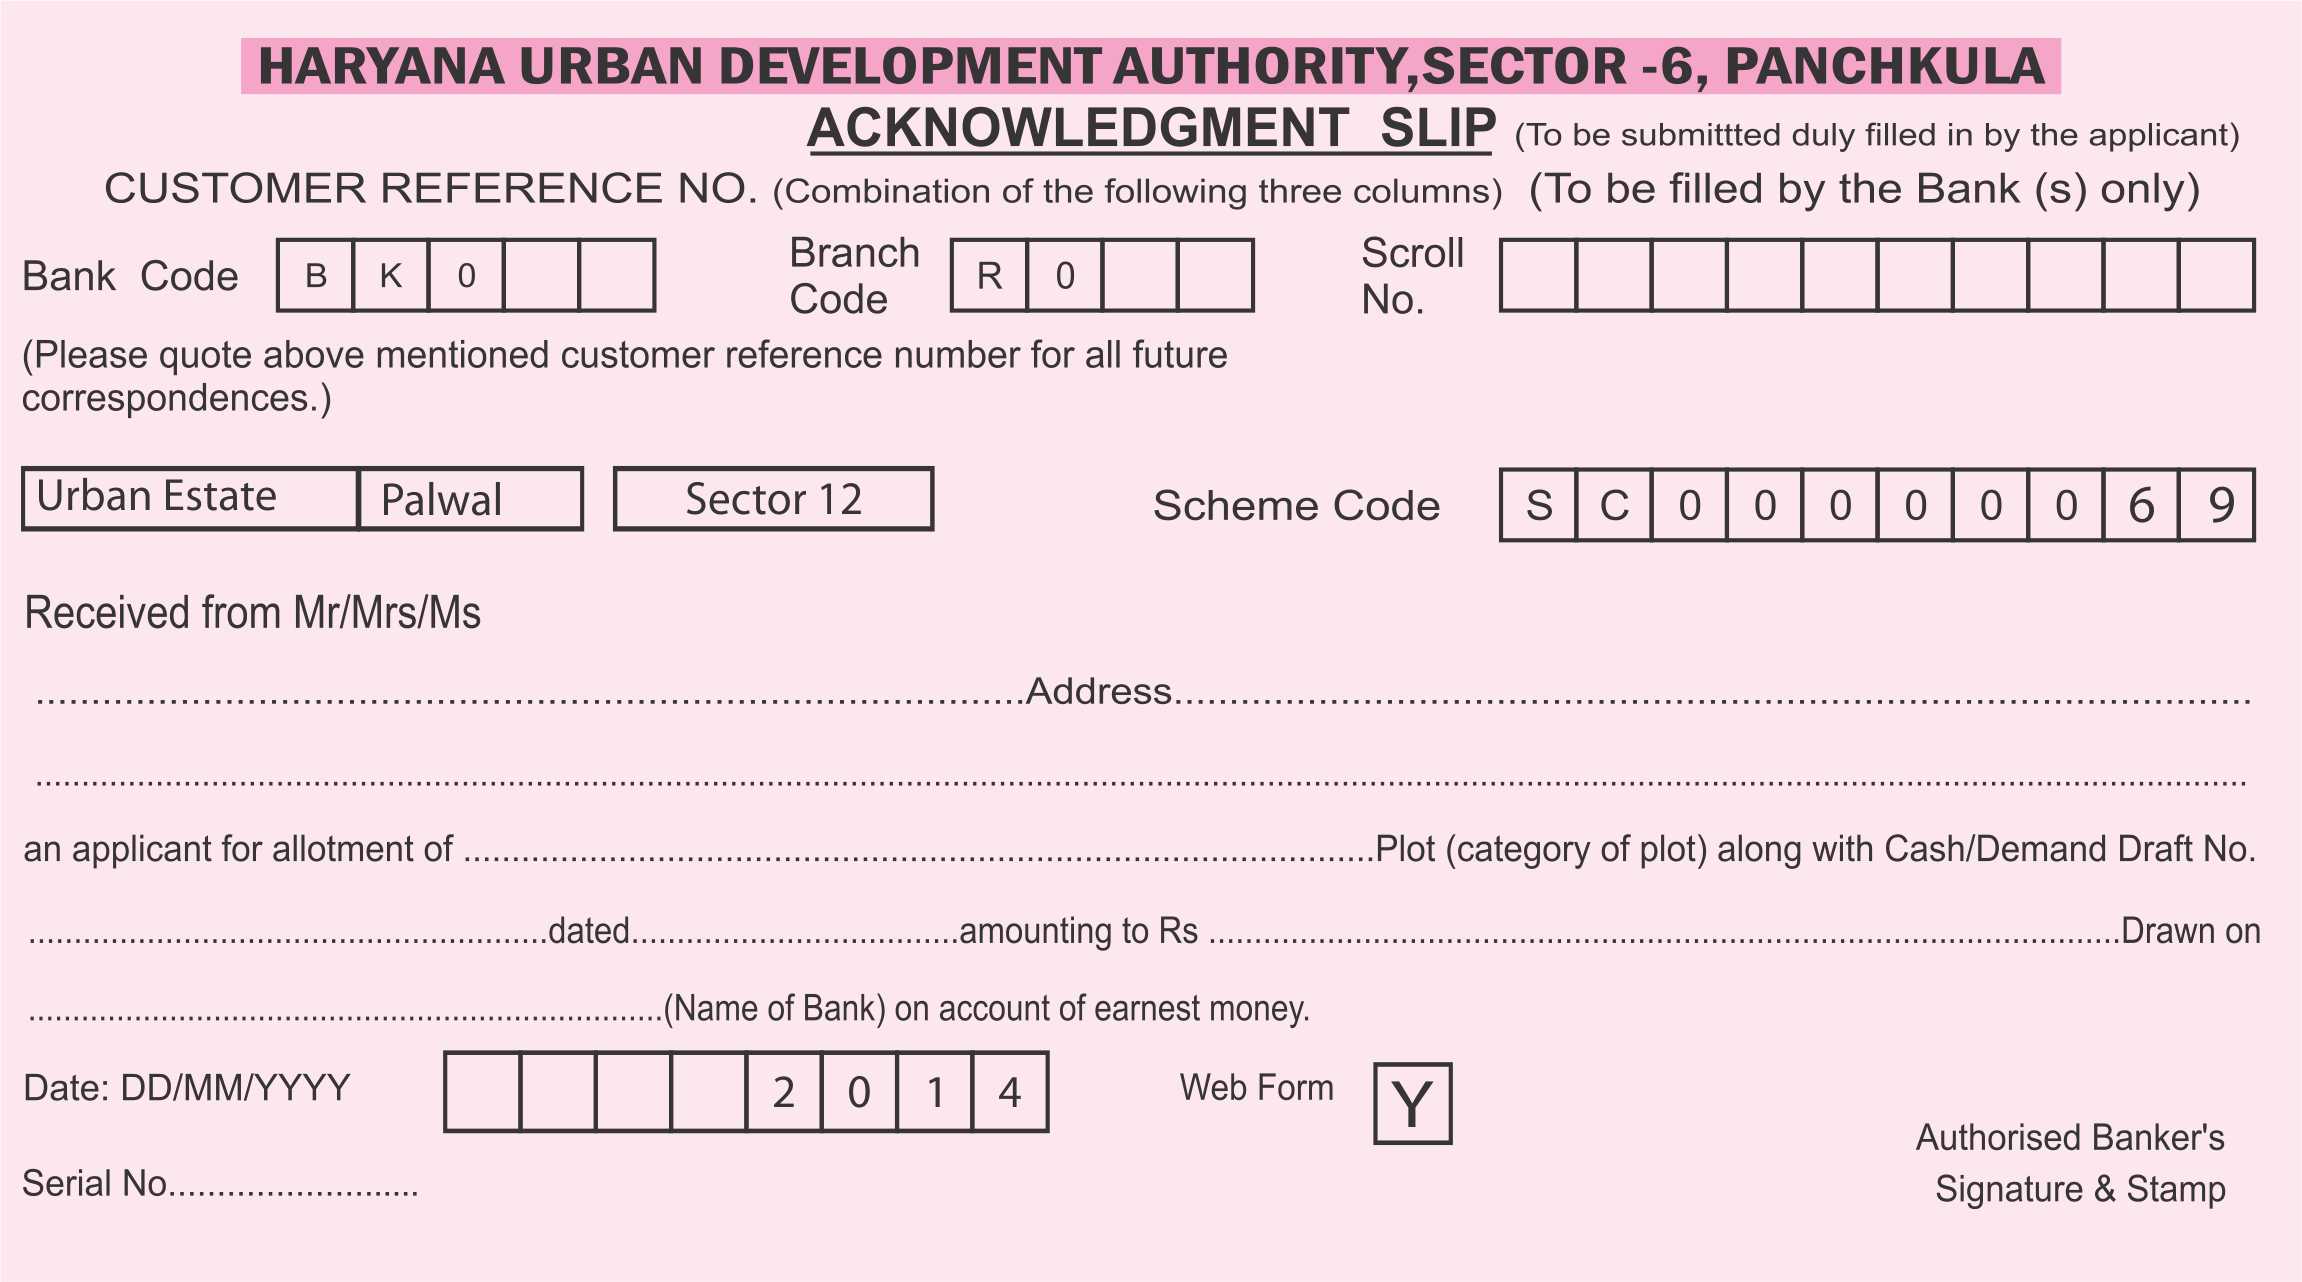 HARYANA URBAN DEVELOPMENT AUTHORITY,SECTOR -6, PANCHKULA
ACKNOWLEDGMENT SLIP (To be submittted duly filled in by the applicant)
CUSTOMER REFERENCE NO. (Combination of the following three columns) (To be filled by the Bank (s) only)
Bank Code B K 0 Branch Code R 0 Scroll No.
(Please quote above mentioned customer reference number for all future
correspondences.)
Urban Estate Palwal Sector 12 Scheme Code S C 0 0 0 0 0 0 6 9
Received from Mr/Mrs/Ms
....................Address....................
....................
an applicant for allotment of ....................Plot (category of plot) along with Cash/Demand Draft No.
....................dated....................amounting to Rs ....................Drawn on
....................(Name of Bank) on account of earnest money.
Date: DD/MM/YYYY 2 0 1 4 Web Form Y
Authorised Banker's
Serial No....................
Signature & Stamp